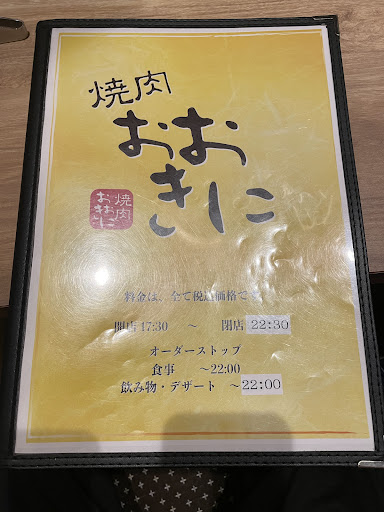 焼肉
おおきに
焼肉
おおきに
料金は、全て税込価格です
開店 17:30 ～ 閉店 22:30
オーダーストップ
食事 ～22:00
飲み物・デザート ～22:00